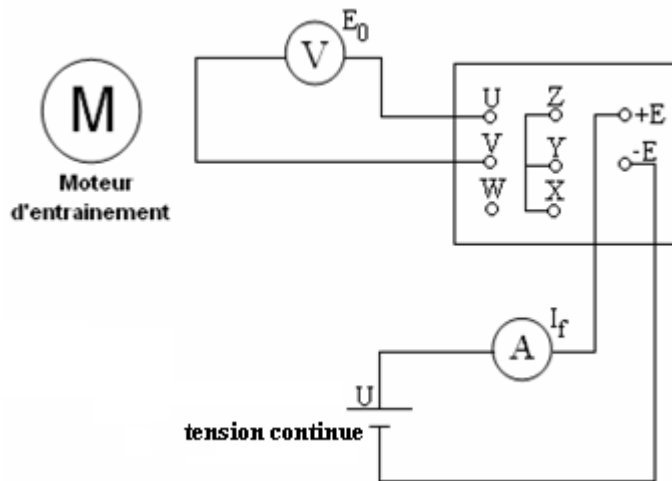 E0
V
M
Moteur
d'entrainement
U Z +E
V Y -E
W X
If
A
U
tension continue